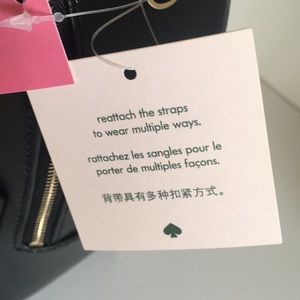 reattach the straps
to wear multiple ways.
rattachez les sangles pour le
porter de multiples façons.
背带具有多种扣紧方式。